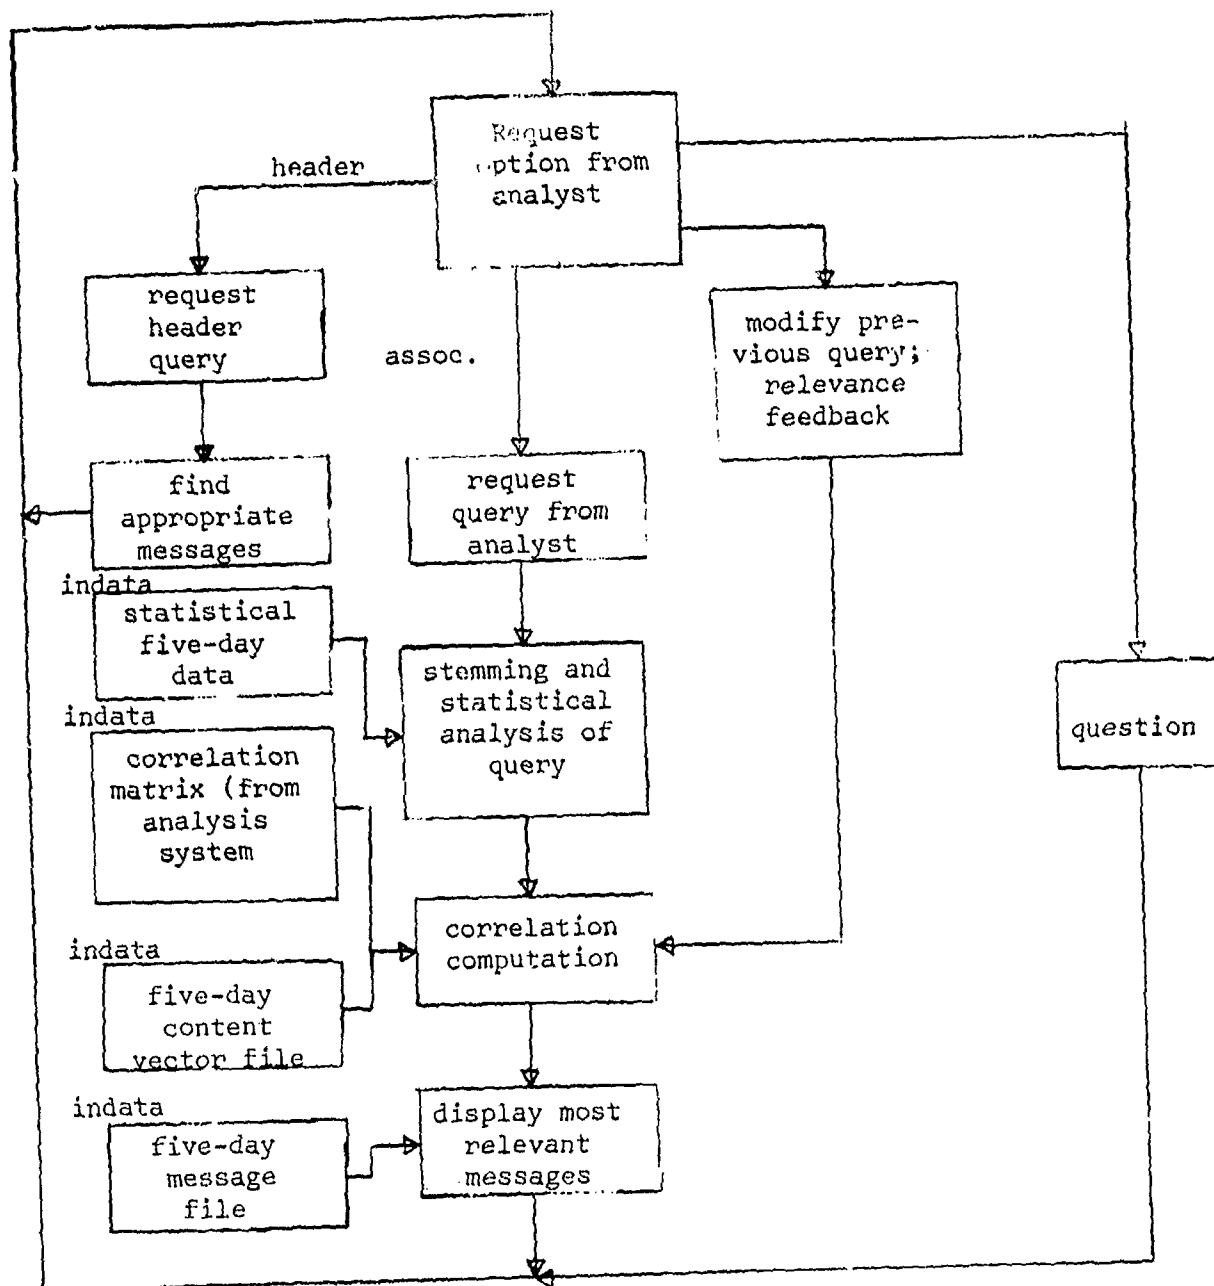 Request
option from
analyst
header
request
header
query
assoc.
modify pre-
vious query;
relevance
feedback
find
appropriate
messages
request
query from
analyst
indata
statistical
five-day
data
stemming and
statistical
analysis of
query
question
indata
correlation
matrix (from
analysis
system
correlation
computation
indata
five-day
content
vector file
indata
five-day
message
file
display most
relevant
messages